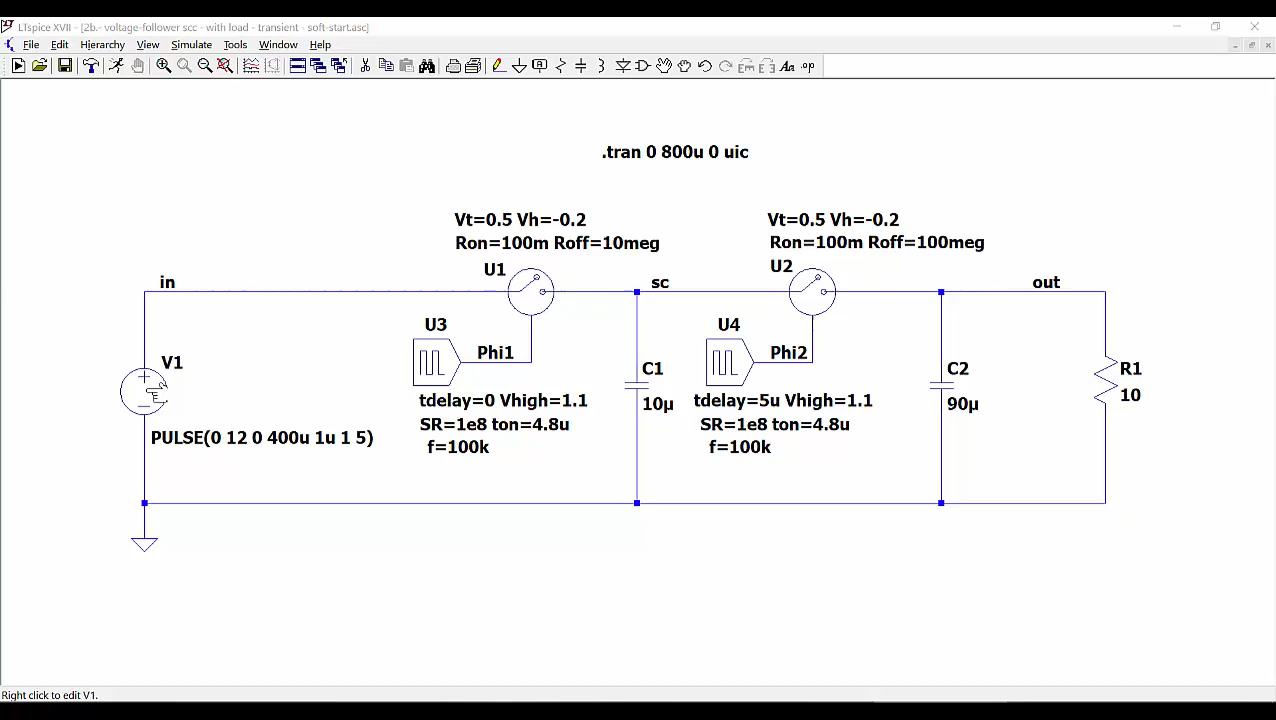 LTspice XVII - [2b.- voltage-follower scc - with load - transient - soft-start.asc]
File Edit Hierarchy View Simulate Tools Window Help
.tran 0 800u 0 uic
Vt=0.5 Vh=-0.2
Ron=100m Roff=10meg
U1
Vt=0.5 Vh=-0.2
Ron=100m Roff=100meg
U2
in
sc
out
U3
Phi1
U4
Phi2
V1
C1
10µ
C2
90µ
R1
10
tdelay=0 Vhigh=1.1
SR=1e8 ton=4.8u
f=100k
tdelay=5u Vhigh=1.1
SR=1e8 ton=4.8u
f=100k
PULSE(0 12 0 400u 1u 1 5)
Right click to edit V1.